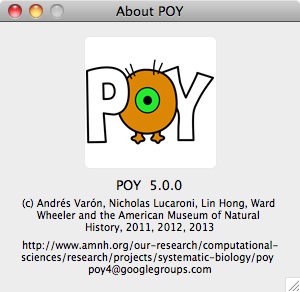 About POY
POY
POY 5.0.0
(c) Andrés Varón, Nicholas Lucaroni, Lin Hong, Ward
Wheeler and the American Museum of Natural
History, 2011, 2012, 2013
http://www.amnh.org/our-research/computational-
sciences/research/projects/systematic-biology/poy
poy4@googlegroups.com